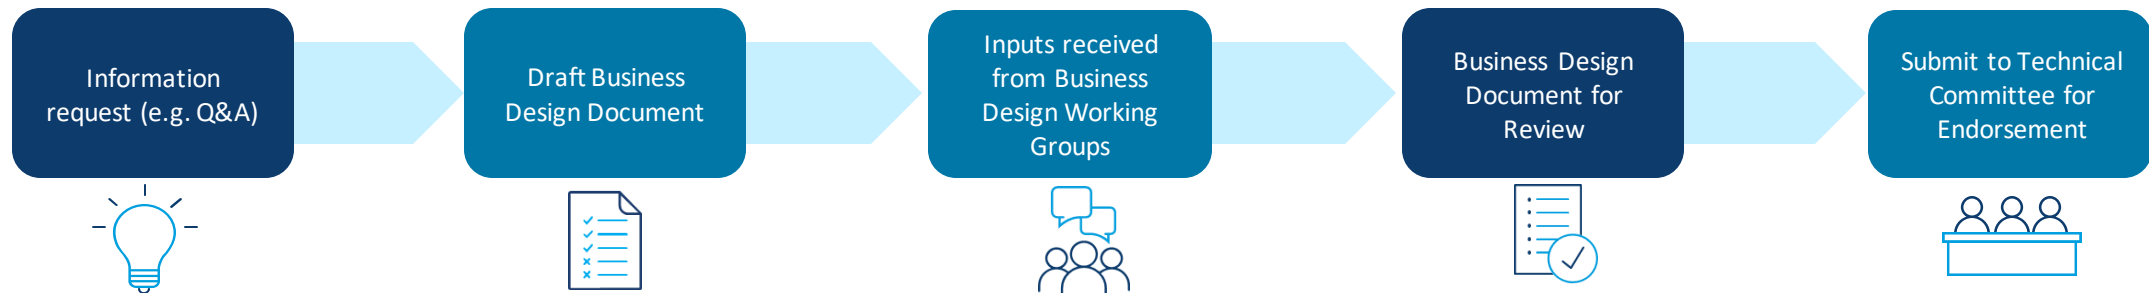 Information
request (e.g. Q&A)
Draft Business
Design Document
Inputs received
from Business
Design Working
Groups
Business Design
Document for
Review
Submit to Technical
Committee for
Endorsement